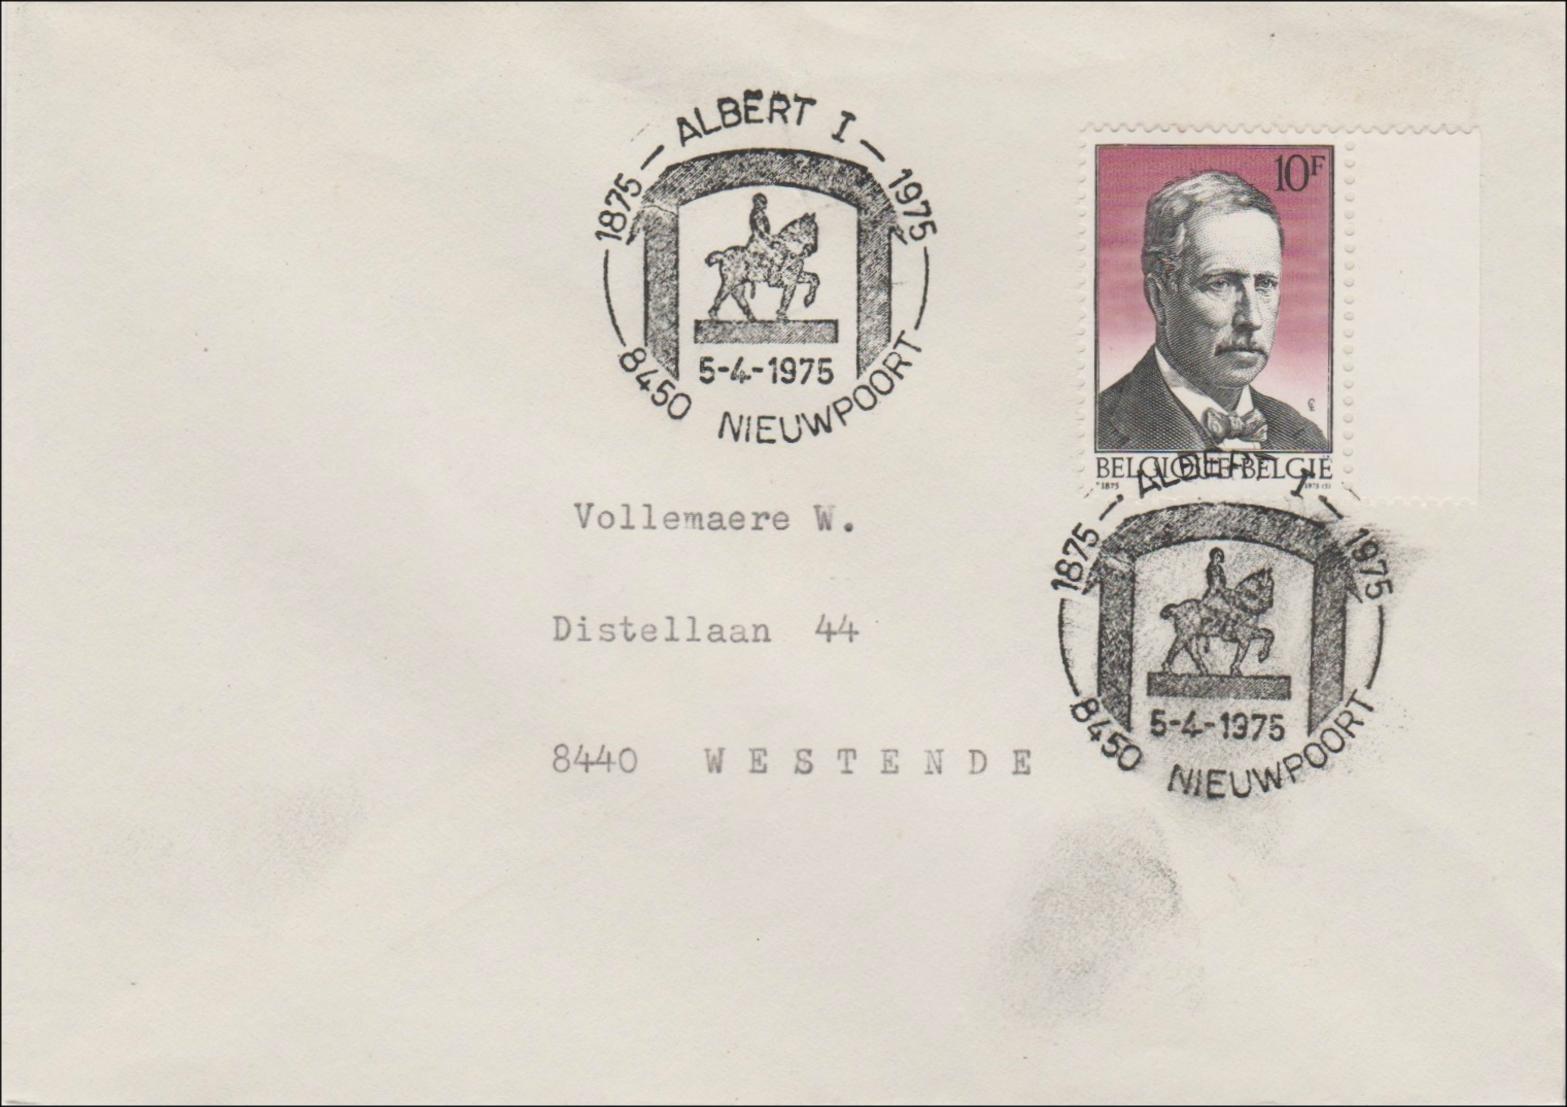 1875 — ALBERT I — 1975
5-4-1975
8450 NIEUWPOORT
10F
BELGIQUE-BELGIË
1875
1975
Vollemaere W.
Distellaan 44
8440 WESTENDE
1875 — ALBERT I — 1975
5-4-1975
8450 NIEUWPOORT